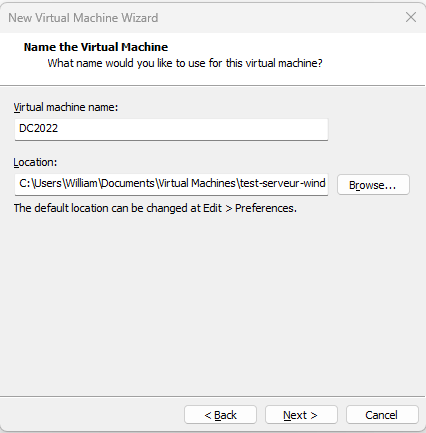 New Virtual Machine Wizard
Name the Virtual Machine
What name would you like to use for this virtual machine?
Virtual machine name:
DC2022
Location:
C:\Users\William\Documents\Virtual Machines\test-serveur-wind
Browse...
The default location can be changed at Edit > Preferences.
< Back
Next >
Cancel